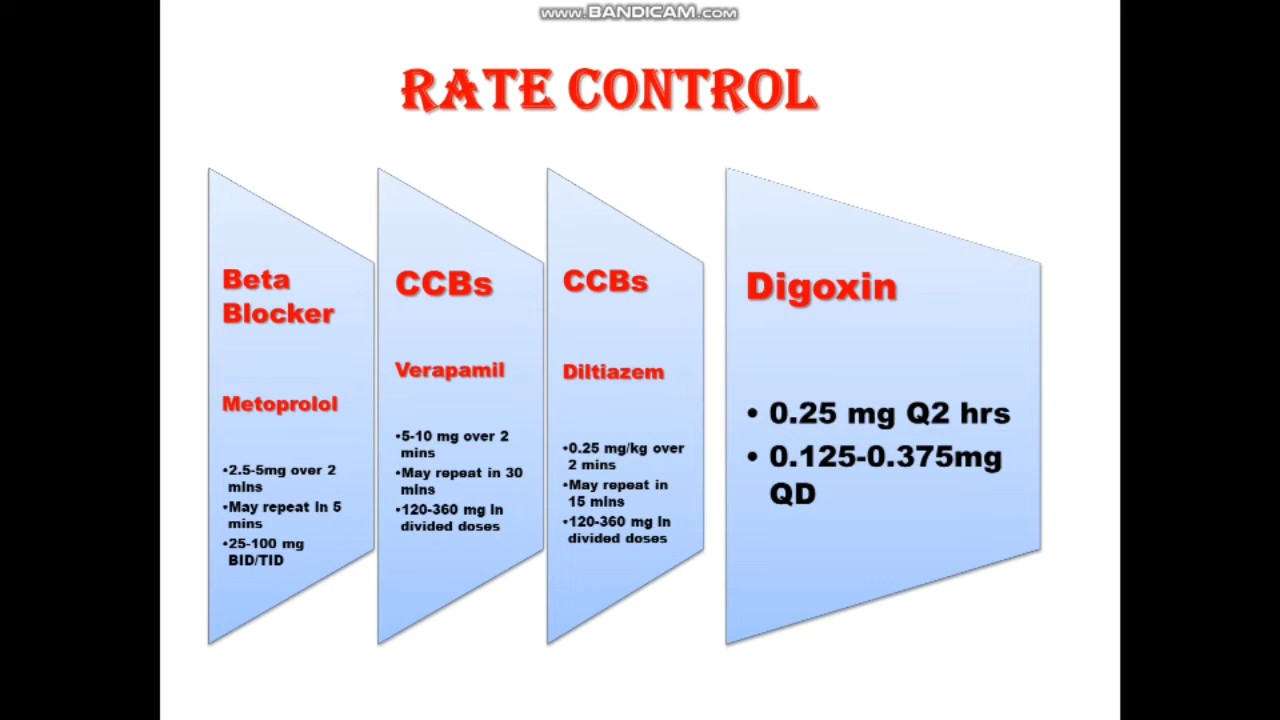 www.BANDICAM.com
RATE CONTROL
Beta
Blocker
Metoprolol
•2.5-5mg over 2
mins
•May repeat in 5
mins
•25-100 mg
BID/TID
CCBs
Verapamil
•5-10 mg over 2
mins
•May repeat in 30
mins
•120-360 mg in
divided doses
CCBs
Diltiazem
•0.25 mg/kg over
2 mins
•May repeat in
15 mins
•120-360 mg in
divided doses
Digoxin
• 0.25 mg Q2 hrs
• 0.125-0.375mg
QD